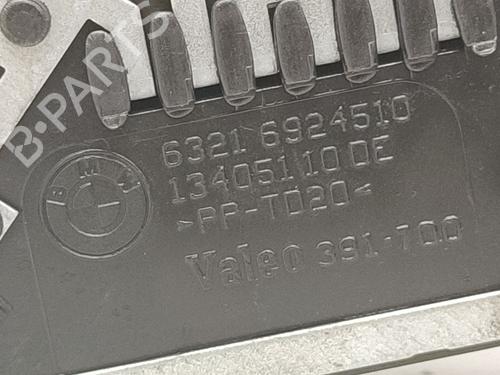 B-PARTS
BMW
6321 6924510
13405110 DE
>PP-TD20<
Valeo 391-700